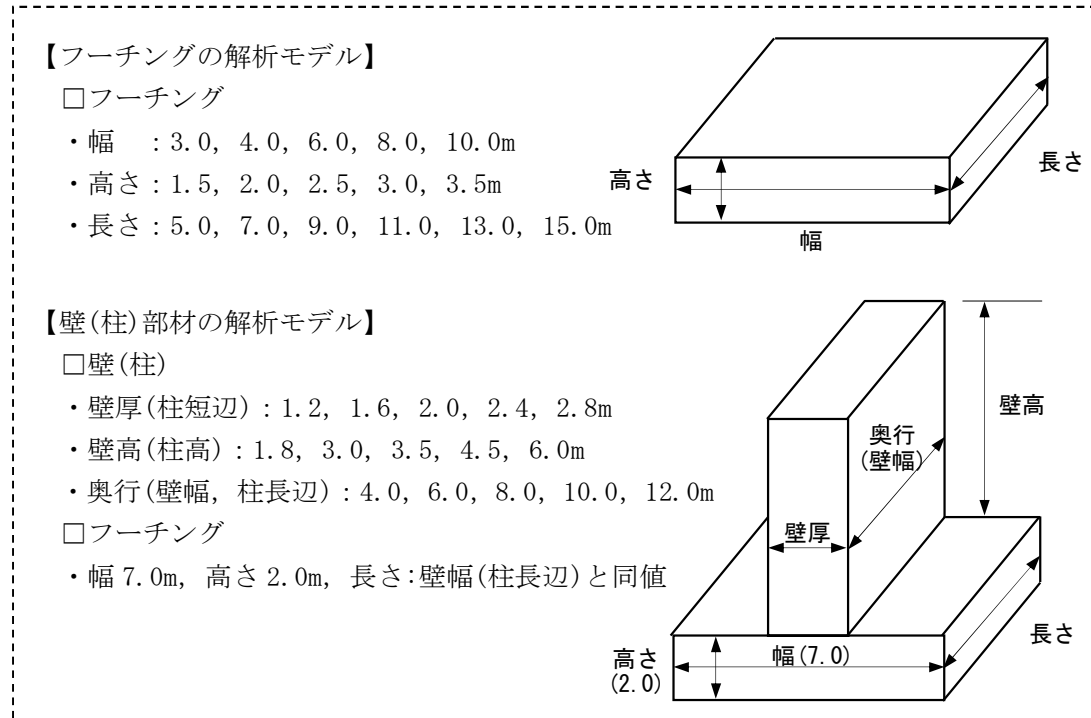 【フーチングの解析モデル】
□フーチング
・幅　：3.0, 4.0, 6.0, 8.0, 10.0m
・高さ：1.5, 2.0, 2.5, 3.0, 3.5m
・長さ：5.0, 7.0, 9.0, 11.0, 13.0, 15.0m
高さ
長さ
幅
【壁(柱)部材の解析モデル】
□壁(柱)
・壁厚(柱短辺)：1.2, 1.6, 2.0, 2.4, 2.8m
・壁高(柱高)：1.8, 3.0, 3.5, 4.5, 6.0m
・奥行(壁幅, 柱長辺)：4.0, 6.0, 8.0, 10.0, 12.0m
□フーチング
・幅 7.0m, 高さ 2.0m, 長さ:壁幅(柱長辺)と同値
壁高
奥行
(壁幅)
壁厚
長さ
幅(7.0)
高さ
(2.0)